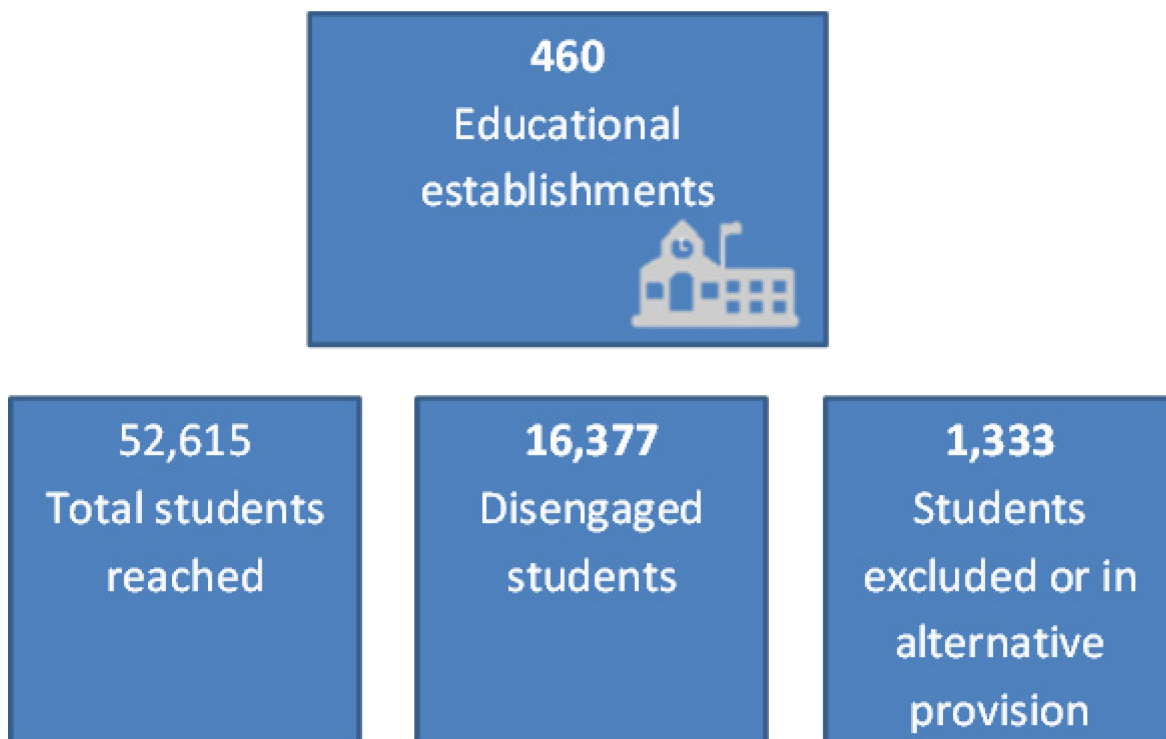 460
Educational
establishments
52,615
Total students
reached
16,377
Disengaged
students
1,333
Students
excluded or in
alternative
provision